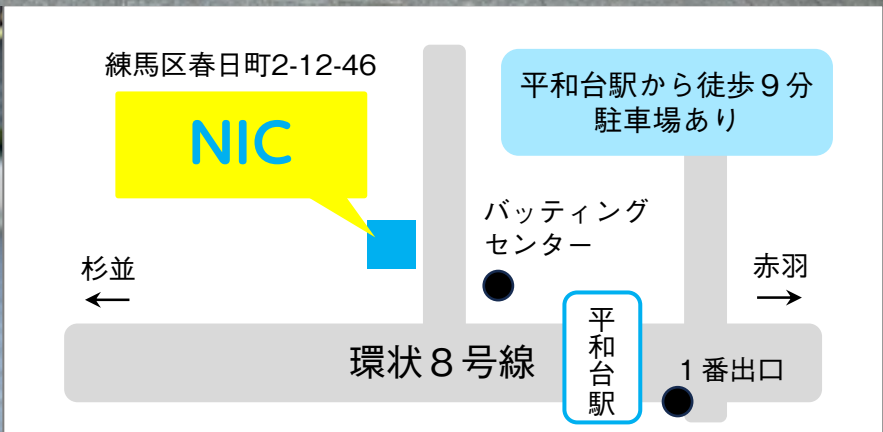 練馬区春日町2-12-46
NIC
平和台駅から徒歩９分
駐車場あり
バッティング
センター
杉並
←
赤羽
→
環状８号線
平和台駅
１番出口